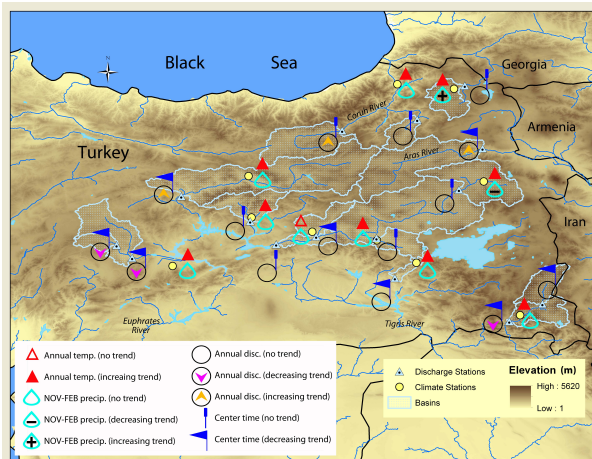 Black Sea
Georgia
N
Coruh River
Armenia
Turkey
Aras River
Iran
Euphrates
River
Tigris River
Annual temp. (no trend)
Annual temp. (increasing trend)
NOV-FEB precip. (no trend)
NOV-FEB precip. (decreasing trend)
NOV-FEB precip. (increasing trend)
Annual disc. (no trend)
Annual disc. (decreasing trend)
Annual disc. (increasing trend)
Center time (no trend)
Center time (decreasing trend)
Discharge Stations
Climate Stations
Basins
Elevation (m)
High : 5620
Low : 1